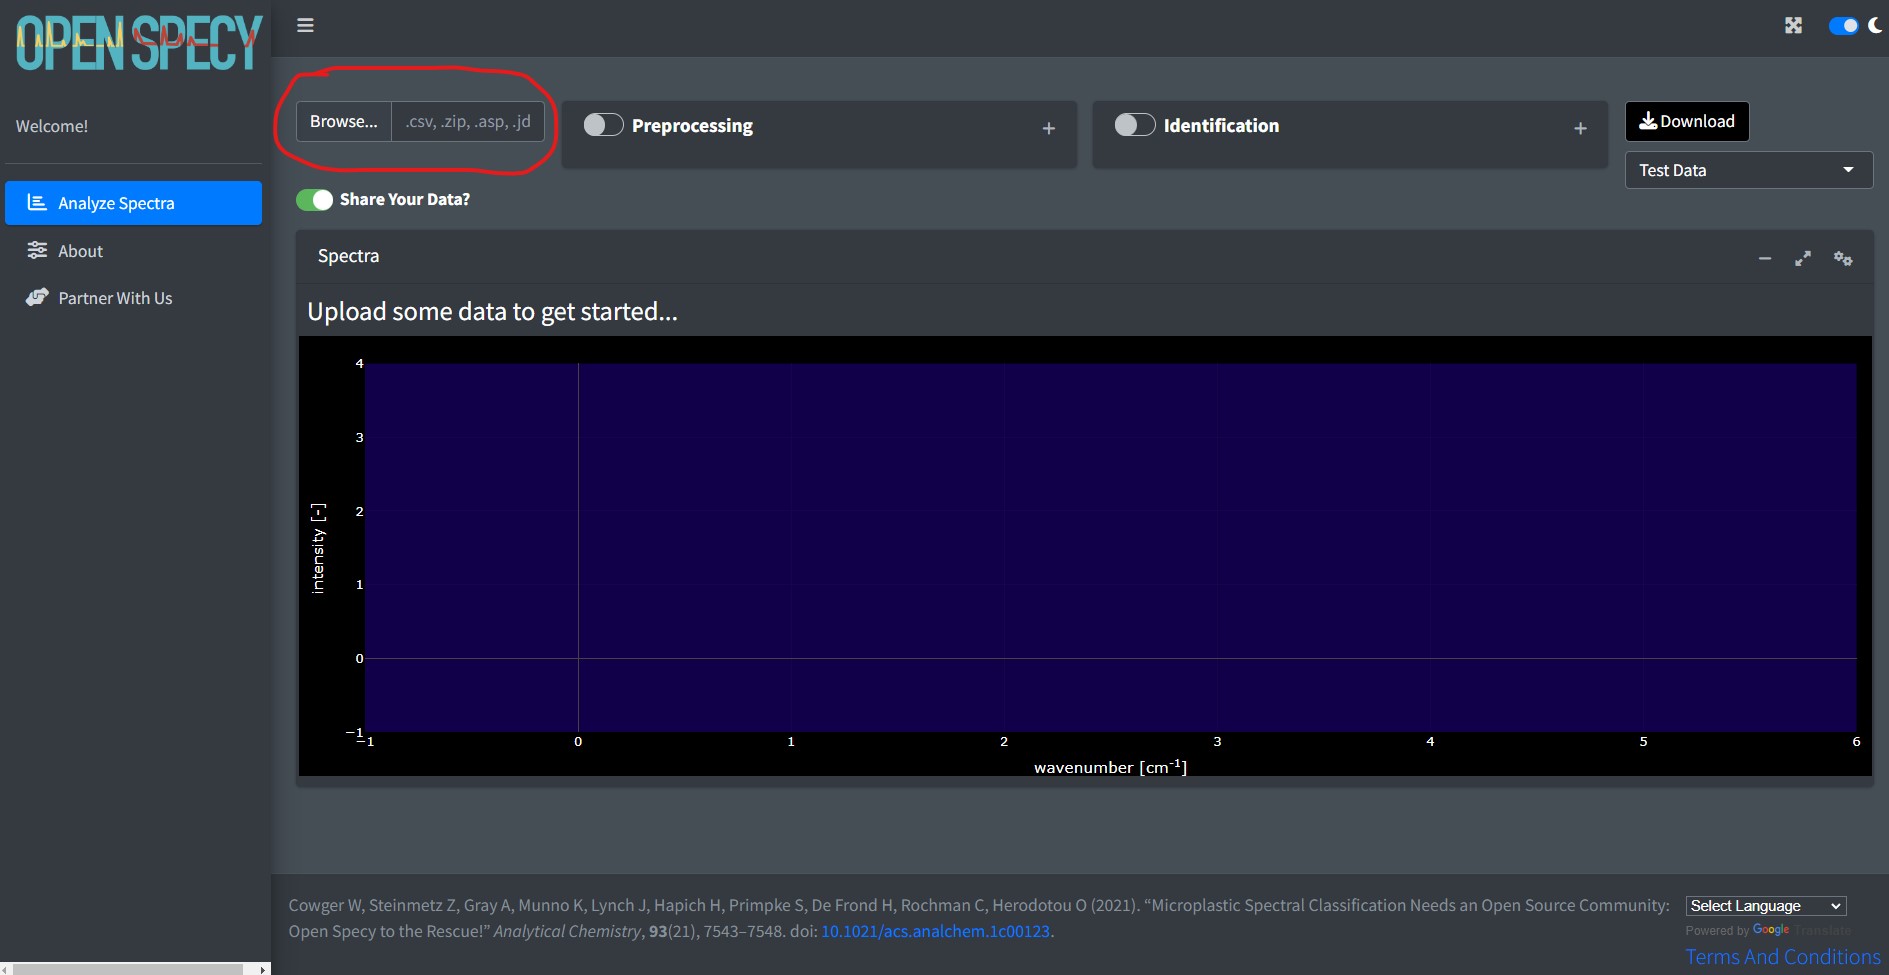 OPEN SPECY
Welcome!
Analyze Spectra
About
Partner With Us
Browse... .csv, .zip, .asp, .jd
Preprocessing
Identification
Download
Test Data
Share Your Data?
Spectra
Upload some data to get started...
4
3
2
1
0
−1
intensity [-]
−1 0 1 2 3 4 5 6
wavenumber [cm⁻¹]
Cowger W, Steinmetz Z, Gray A, Munno K, Lynch J, Hapich H, Primpke S, De Frond H, Rochman C, Herodotou O (2021). “Microplastic Spectral Classification Needs an Open Source Community:
Open Specy to the Rescue!” Analytical Chemistry, 93(21), 7543–7548. doi: 10.1021/acs.analchem.1c00123.
Select Language
Powered by Google Translate
Terms And Conditions